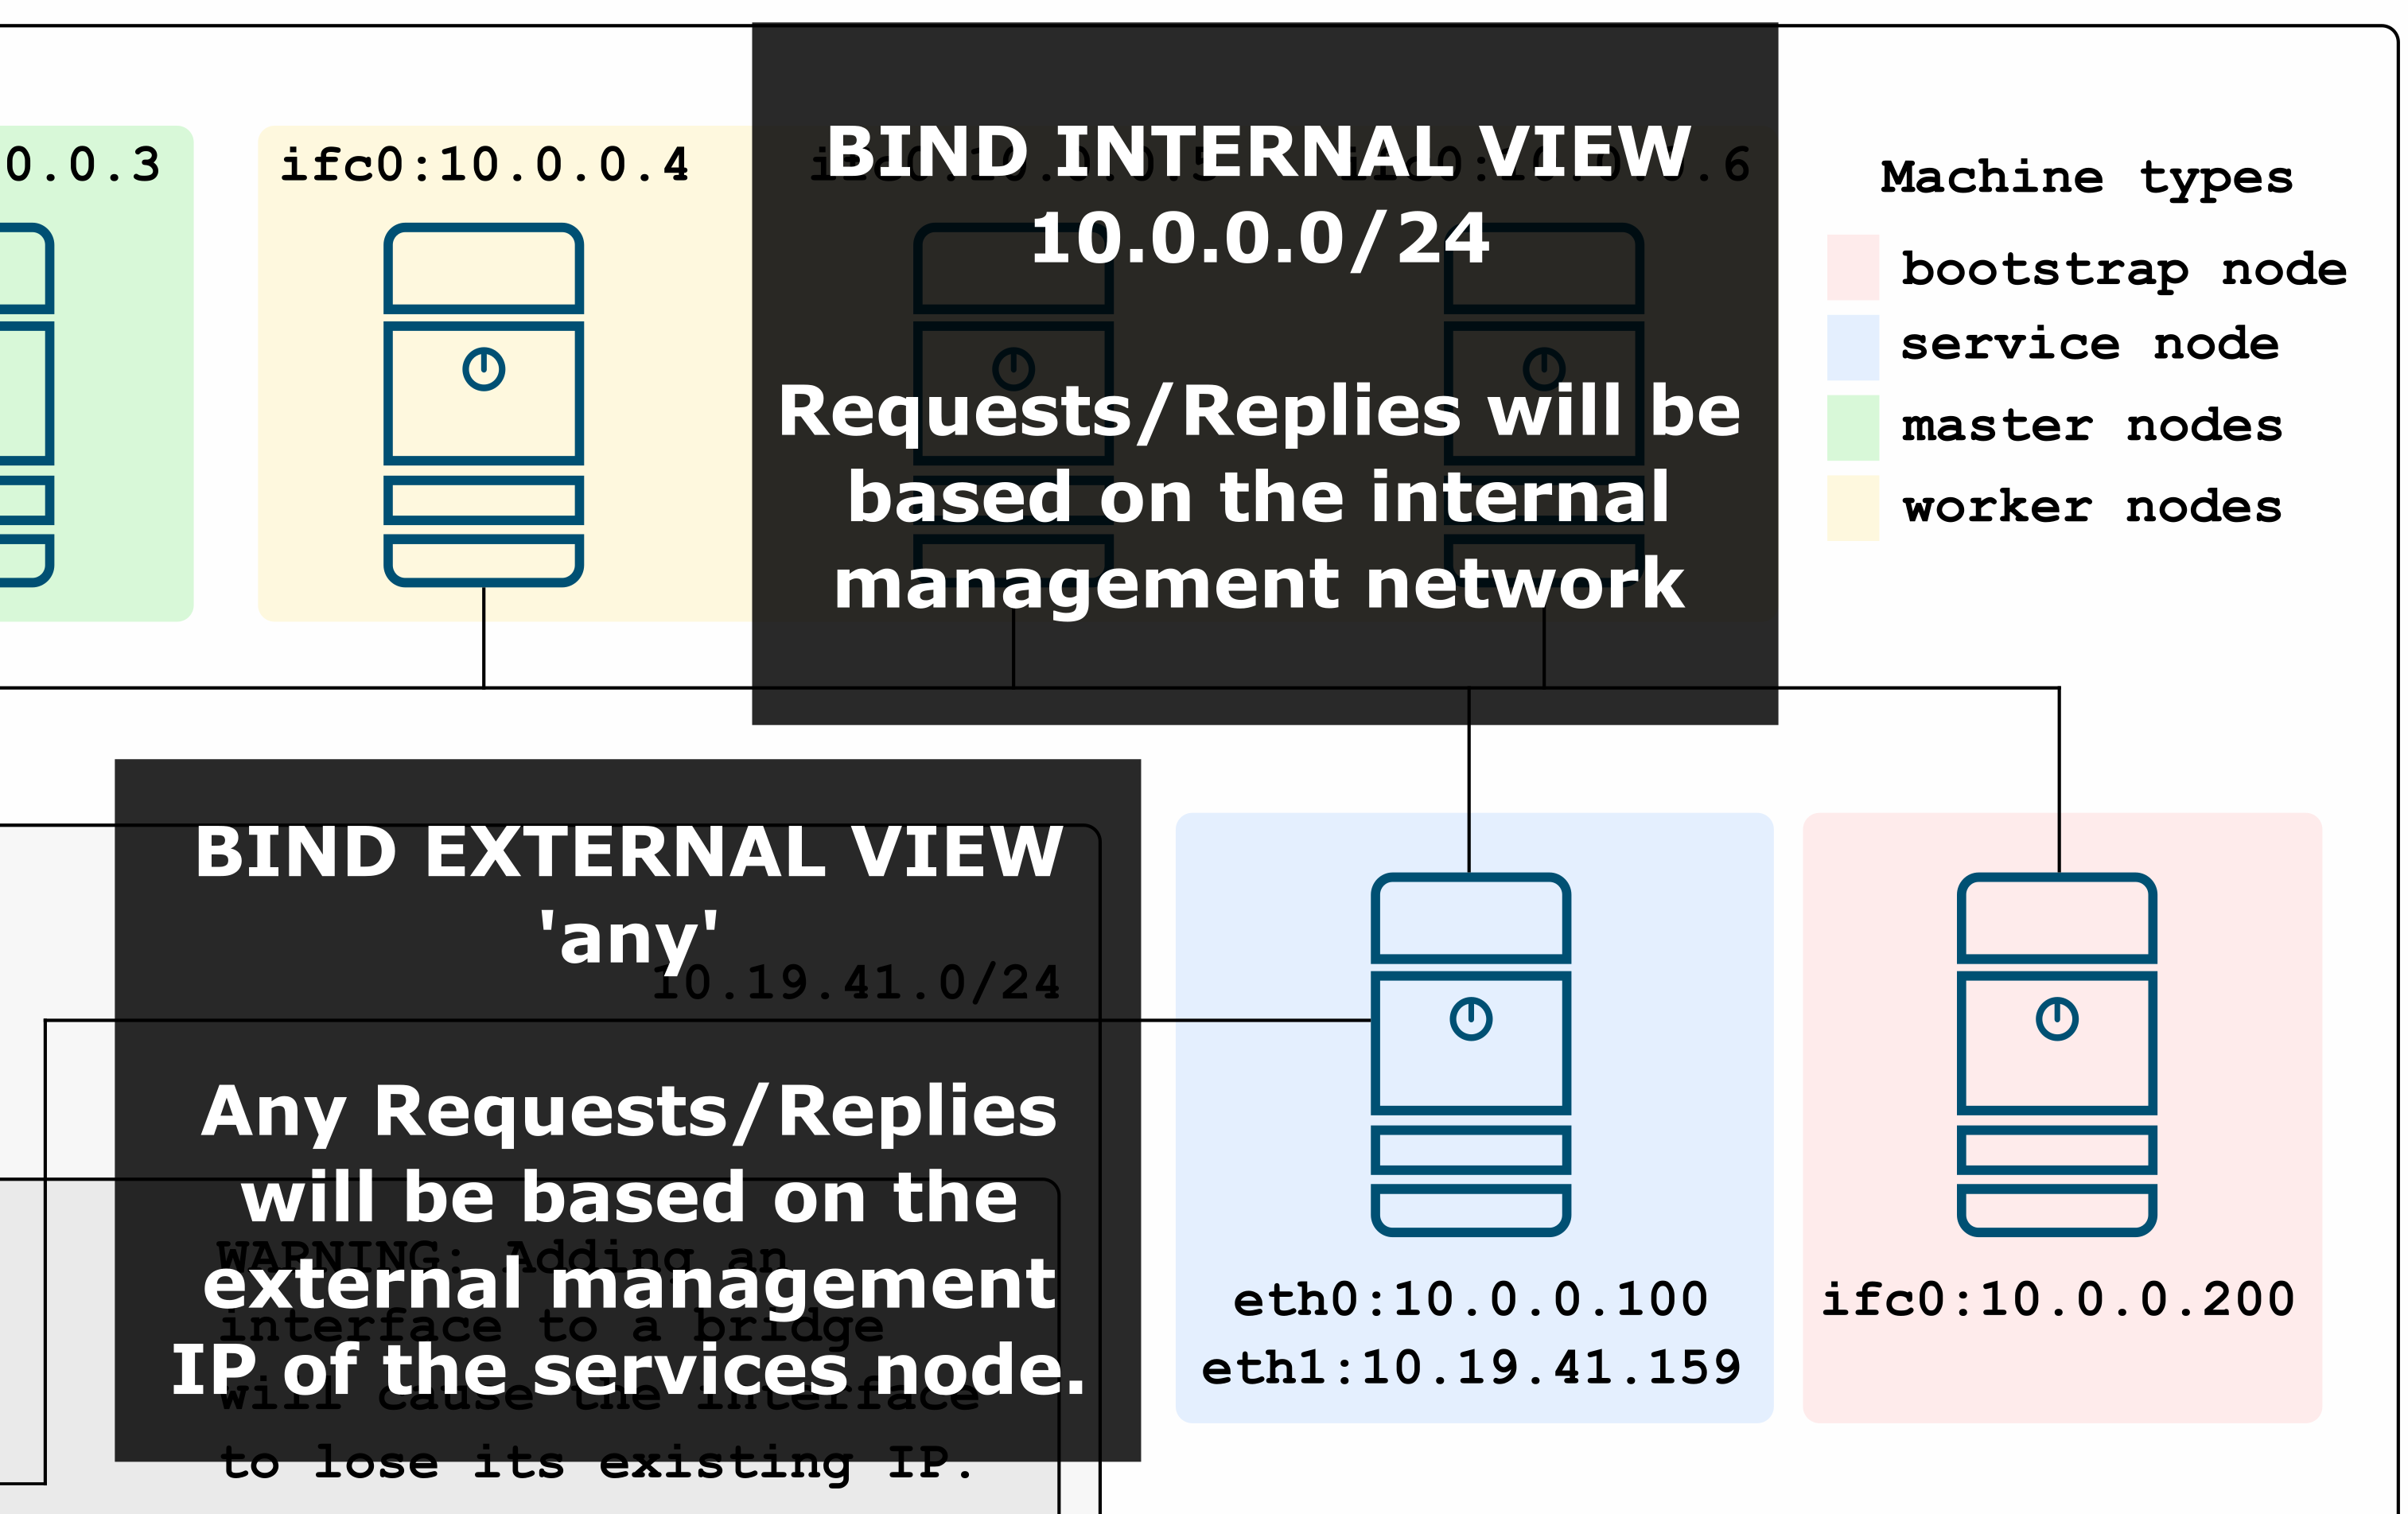 0.0.3
ifc0:10.0.0.4
BIND INTERNAL VIEW
10.0.0.0/24
Requests/Replies will be
based on the internal
management network
Machine types
bootstrap node
service node
master nodes
worker nodes
BIND EXTERNAL VIEW
'any'
10.19.41.0/24
Any Requests/Replies
will be based on the
external management
IP of the services node.
WARNING: Adding an
interface to a bridge
will cause the interface
to lose its existing IP.
eth0:10.0.0.100
eth1:10.19.41.159
ifc0:10.0.0.200